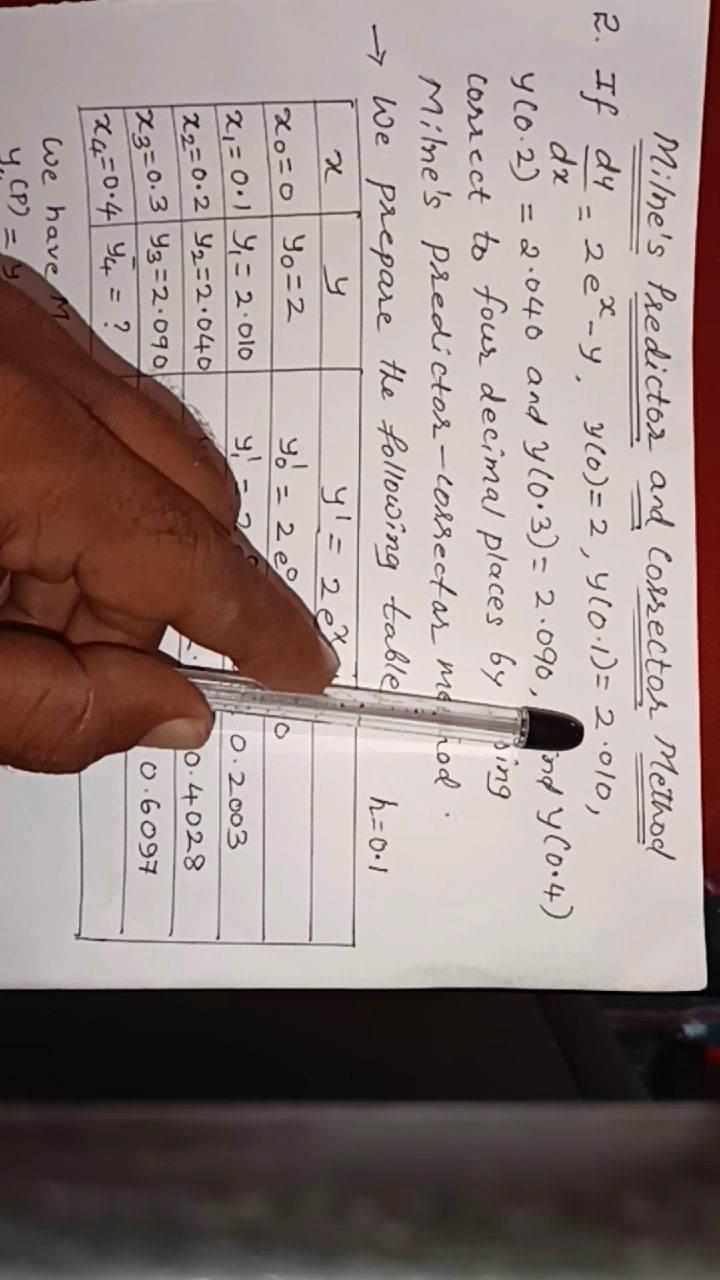 Milne's Predictor and Corrector Method
2. If dy/dx = 2e^x - y, y(0)=2, y(0.1)=2.010,
y(0.2) = 2.040 and y(0.3) = 2.090, y(0.4)
correct to four decimal places by
Milne's predictor-corrector
→ We prepare the following table
h=0.1
x y y' = 2e^x
x₀=0 y₀=2 y₀' = 2e⁰ 0
x₁=0.1 y₁=2.010 y₁' = 0.2003
x₂=0.2 y₂=2.040 0.4028
x₃=0.3 y₃=2.090 0.6097
x₄=0.4 y₄=?
We have M
y₄(P) = y